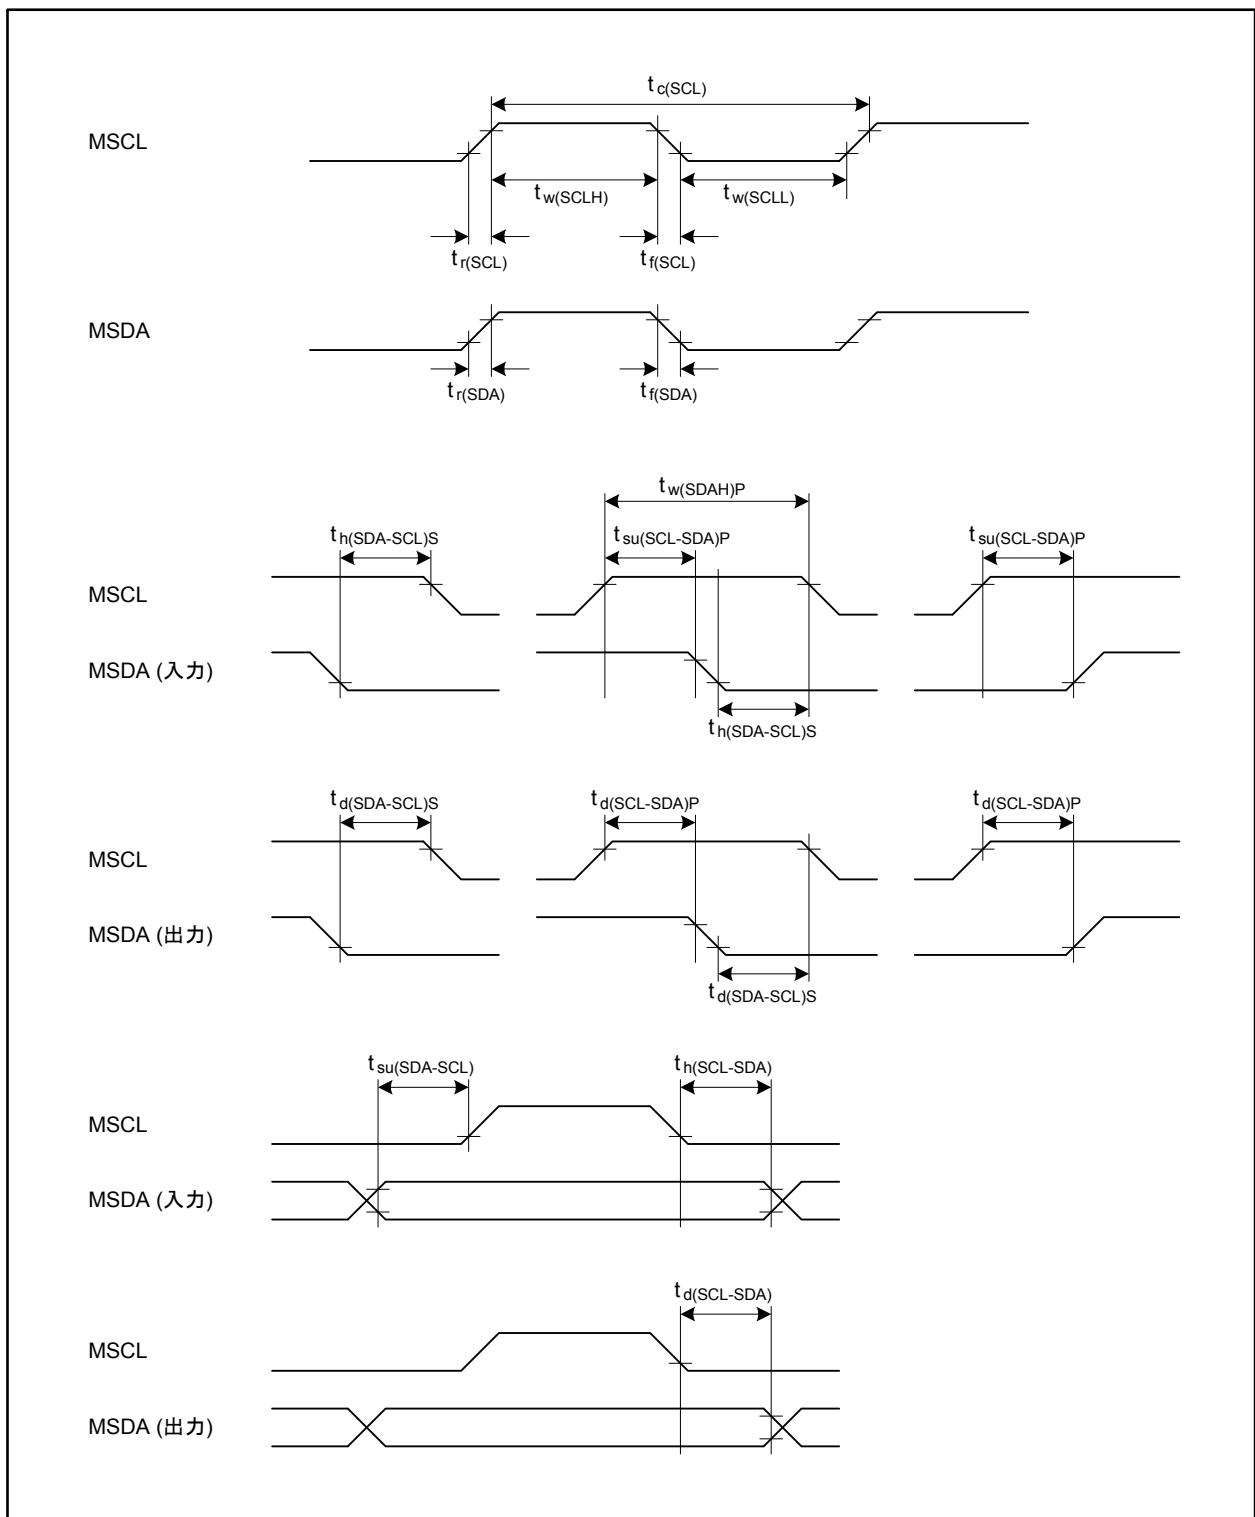 tc(SCL)
MSCL
tw(SCLH)
tw(SCLL)
tr(SCL)
tf(SCL)
MSDA
tr(SDA)
tf(SDA)
tw(SDAH)P
th(SDA-SCL)S
tsu(SCL-SDA)P
tsu(SCL-SDA)P
MSCL
MSDA (入力)
th(SDA-SCL)S
td(SDA-SCL)S
td(SCL-SDA)P
td(SCL-SDA)P
MSCL
MSDA (出力)
td(SDA-SCL)S
tsu(SDA-SCL)
th(SCL-SDA)
MSCL
MSDA (入力)
td(SCL-SDA)
MSCL
MSDA (出力)